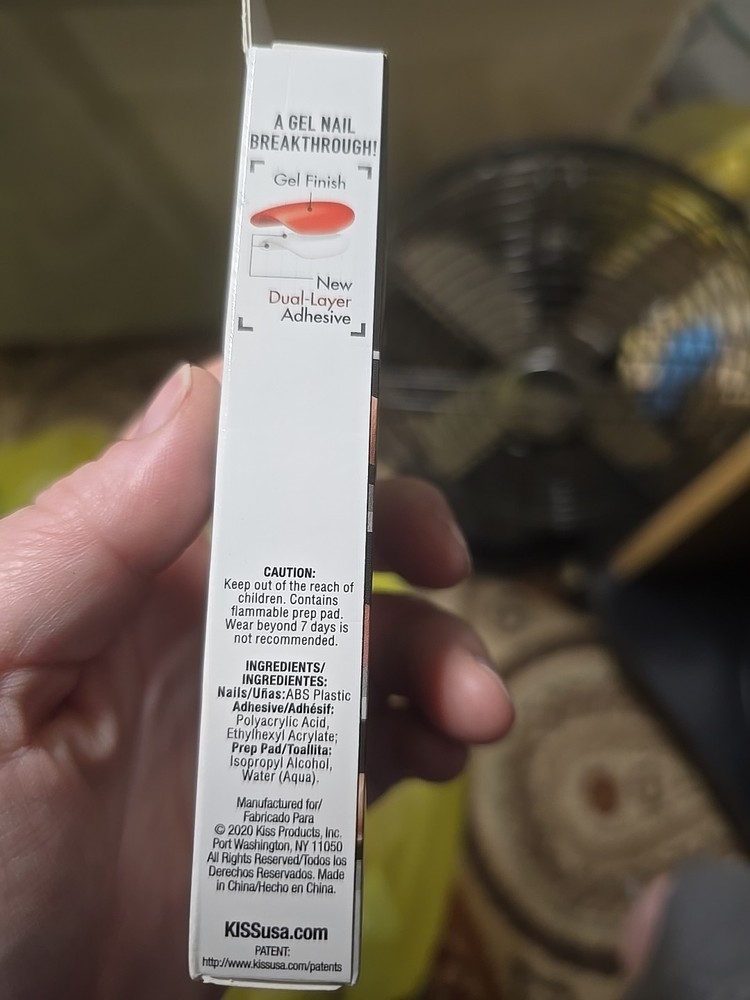 A GEL NAIL
BREAKTHROUGH!
Gel Finish
New
Dual-Layer
Adhesive
CAUTION:
Keep out of the reach of
children. Contains
flammable prep pad.
Wear beyond 7 days is
not recommended.
INGREDIENTS/
INGREDIENTES:
Nails/Uñas:ABS Plastic
Adhesive/Adhésif:
Polyacrylic Acid,
Ethylhexyl Acrylate;
Prep Pad/Toallita:
Isopropyl Alcohol,
Water (Aqua).
Manufactured for/
Fabricado Para
© 2020 Kiss Products, Inc.
Port Washington, NY 11050
All Rights Reserved/Todos los
Derechos Reservados. Made
in China/Hecho en China.
KISSusa.com
PATENT:
http://www.kissusa.com/patents